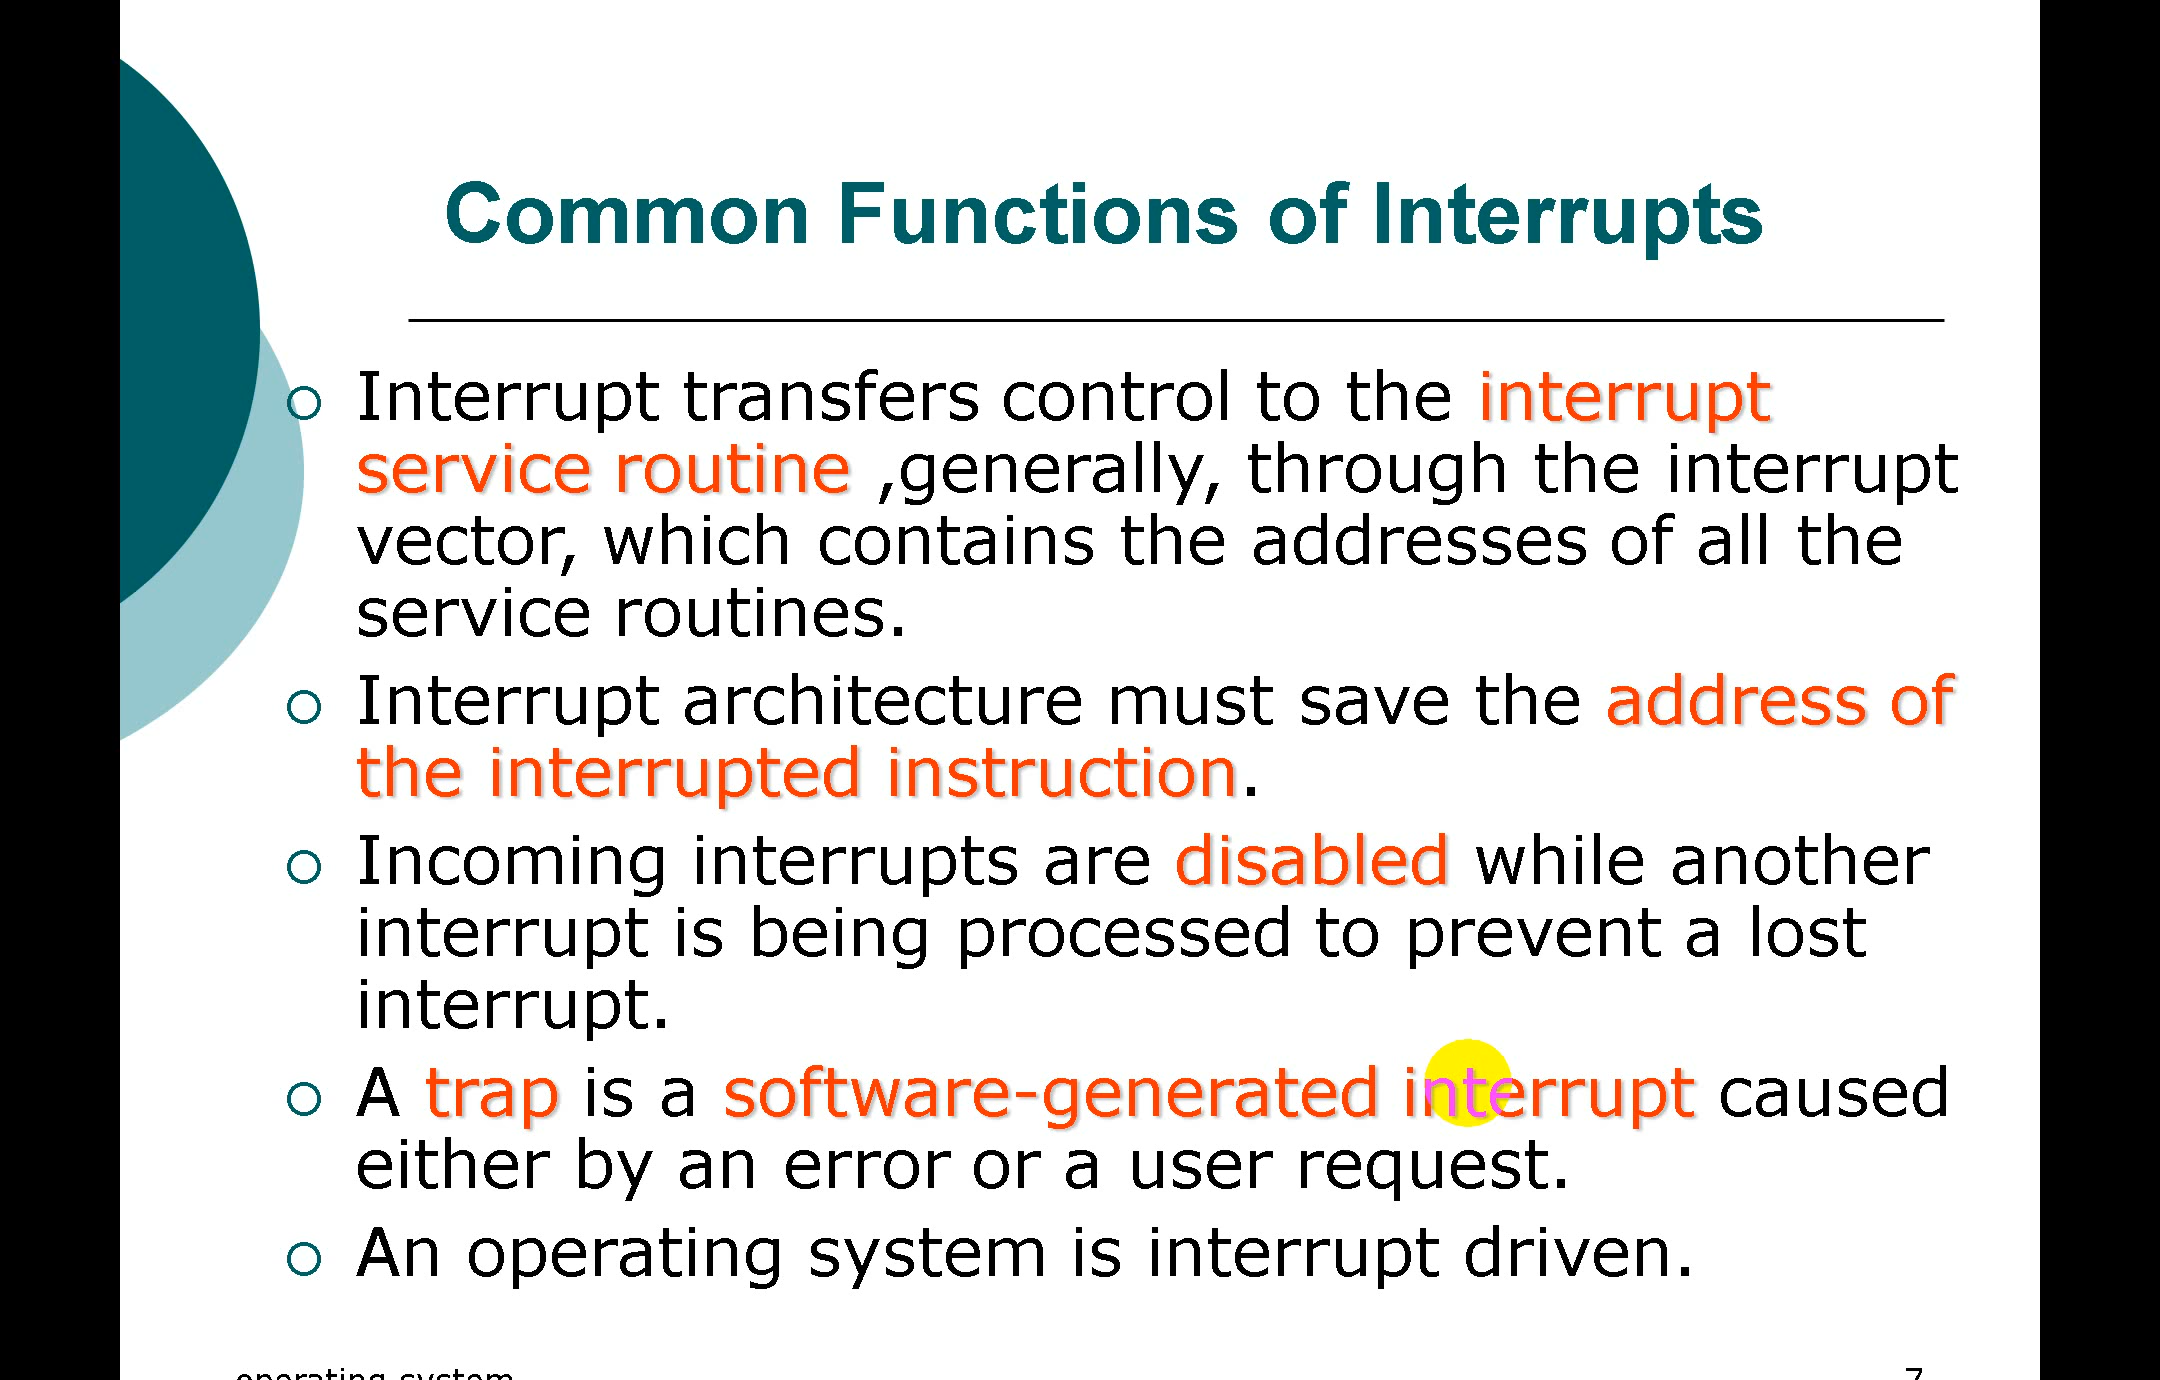 Common Functions of Interrupts
Interrupt transfers control to the interrupt
service routine ,generally, through the interrupt
vector, which contains the addresses of all the
service routines.
Interrupt architecture must save the address of
the interrupted instruction.
Incoming interrupts are disabled while another
interrupt is being processed to prevent a lost
interrupt.
A trap is a software-generated interrupt caused
either by an error or a user request.
An operating system is interrupt driven.
operating system
7